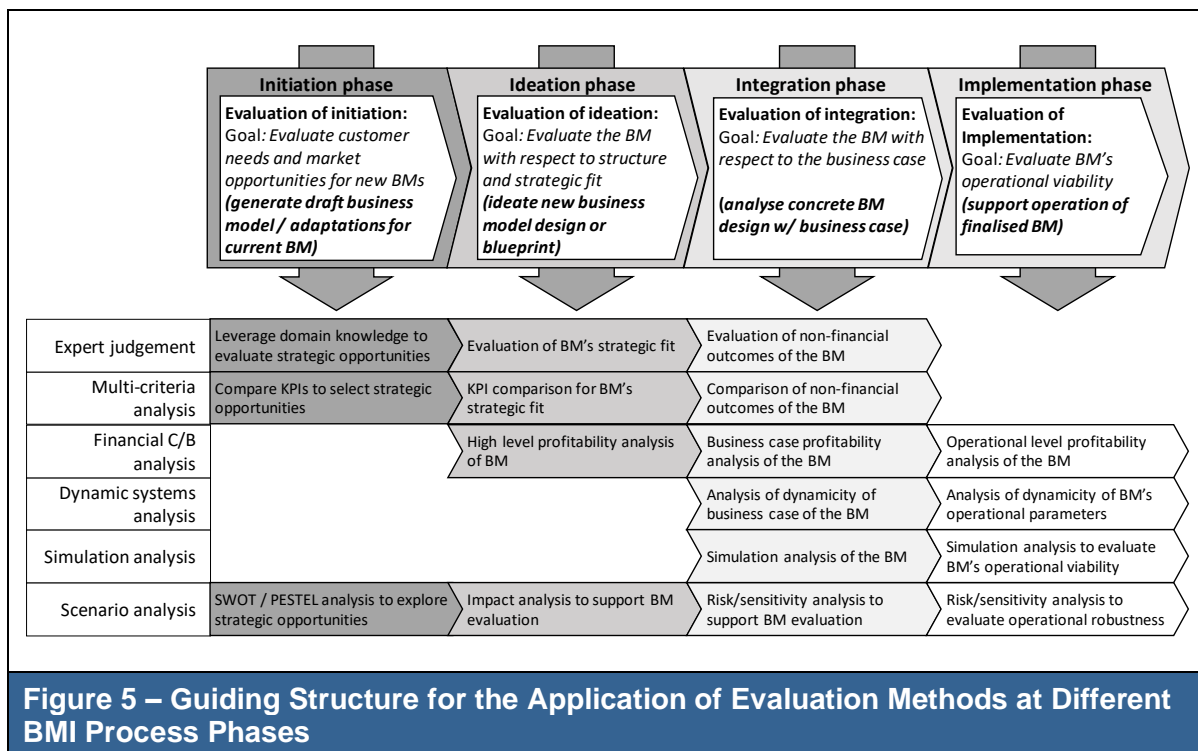 Initiation phase
Evaluation of initiation:
Goal: Evaluate customer
needs and market
opportunities for new BMs
(generate draft business
model / adaptations for
current BM)
Ideation phase
Evaluation of ideation:
Goal: Evaluate the BM
with respect to structure
and strategic fit
(ideate new business
model design or
blueprint)
Integration phase
Evaluation of integration:
Goal: Evaluate the BM with
respect to the business case
(analyse concrete BM
design w/ business case)
Implementation phase
Evaluation of
Implementation:
Goal: Evaluate BM's
operational viability
(support operation of
finalised BM)
Expert judgement
Leverage domain knowledge to
evaluate strategic opportunities
Evaluation of BM's strategic fit
Evaluation of non-financial
outcomes of the BM
Multi-criteria
analysis
Compare KPIs to select strategic
opportunities
KPI comparison for BM's
strategic fit
Comparison of non-financial
outcomes of the BM
Financial C/B
analysis
High level profitability analysis
of BM
Business case profitability
analysis of the BM
Operational level profitability
analysis of the BM
Dynamic systems
analysis
Analysis of dynamicity of
business case of the BM
Analysis of dynamicity of BM's
operational parameters
Simulation analysis
Simulation analysis of the BM
Simulation analysis to evaluate
BM's operational viability
Scenario analysis
SWOT / PESTEL analysis to explore
strategic opportunities
Impact analysis to support BM
evaluation
Risk/sensitivity analysis to
support BM evaluation
Risk/sensitivity analysis to
evaluate operational robustness
Figure 5 – Guiding Structure for the Application of Evaluation Methods at Different
BMI Process Phases